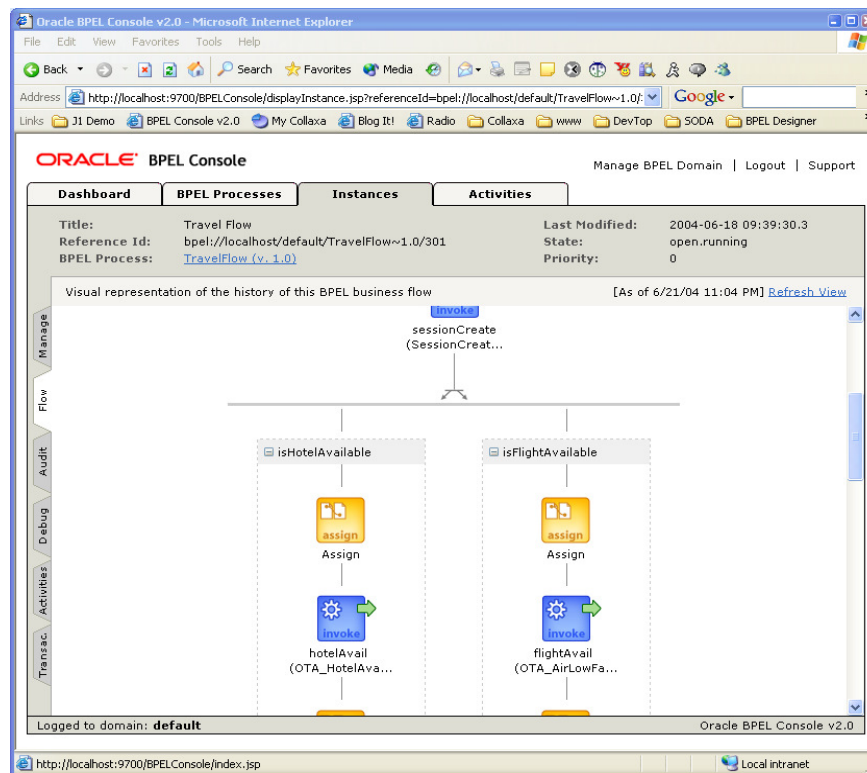 Oracle BPEL Console v2.0 - Microsoft Internet Explorer
File Edit View Favorites Tools Help
Back Search Favorites Media
Address http://localhost:9700/BPELConsole/displayInstance.jsp?referenceId=bpel://localhost/default/TravelFlow~1.0/ Google
Links J1 Demo BPEL Console v2.0 My Collaxa Blog It! Radio Collaxa www DevTop SODA BPEL Designer
ORACLE BPEL Console
Manage BPEL Domain | Logout | Support
Dashboard BPEL Processes Instances Activities
Title: Travel Flow Last Modified: 2004-06-18 09:39:30.3
Reference Id: bpel://localhost/default/TravelFlow~1.0/301 State: open.running
BPEL Process: TravelFlow (v. 1.0) Priority: 0
Visual representation of the history of this BPEL business flow [As of 6/21/04 11:04 PM] Refresh View
Manage
Flow
Audit
Debug
Activities
Transac.
invoke
sessionCreate
(SessionCreat...
isHotelAvailable isFlightAvailable
assign assign
Assign Assign
invoke invoke
hotelAvail flightAvail
(OTA_HotelAva... (OTA_AirLowFa...
Logged to domain: default Oracle BPEL Console v2.0
http://localhost:9700/BPELConsole/index.jsp Local intranet